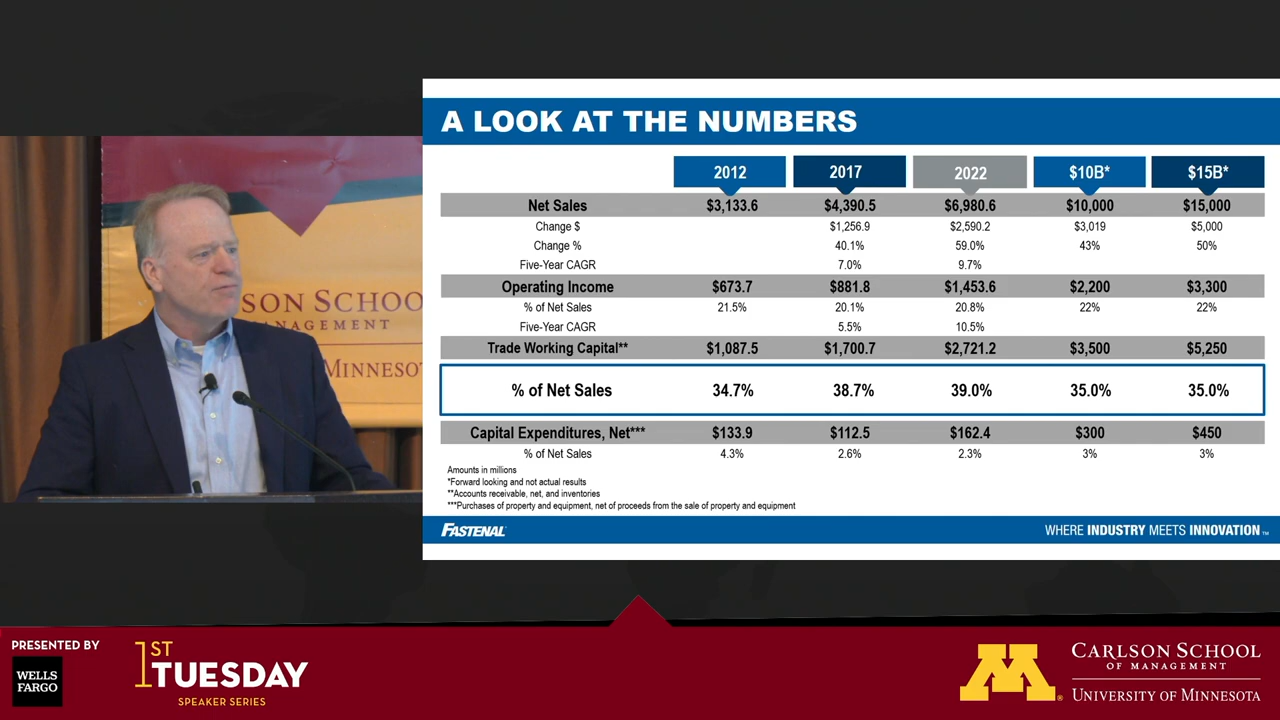 SON SCHOO
ANAGEMENT
MINNESO
A LOOK AT THE NUMBERS
2012 2017 2022 $10B* $15B*
Net Sales $3,133.6 $4,390.5 $6,980.6 $10,000 $15,000
Change $ $1,256.9 $2,590.2 $3,019 $5,000
Change % 40.1% 59.0% 43% 50%
Five-Year CAGR 7.0% 9.7%
Operating Income $673.7 $881.8 $1,453.6 $2,200 $3,300
% of Net Sales 21.5% 20.1% 20.8% 22% 22%
Five-Year CAGR 5.5% 10.5%
Trade Working Capital** $1,087.5 $1,700.7 $2,721.2 $3,500 $5,250
% of Net Sales 34.7% 38.7% 39.0% 35.0% 35.0%
Capital Expenditures, Net*** $133.9 $112.5 $162.4 $300 $450
% of Net Sales 4.3% 2.6% 2.3% 3% 3%
Amounts in millions
*Forward looking and not actual results
**Accounts receivable, net, and inventories
***Purchases of property and equipment, net of proceeds from the sale of property and equipment
FASTENAL WHERE INDUSTRY MEETS INNOVATION ™
PRESENTED BY
WELLS
FARGO
1ST
TUESDAY
SPEAKER SERIES
M®
CARLSON SCHOOL
OF MANAGEMENT
UNIVERSITY OF MINNESOTA